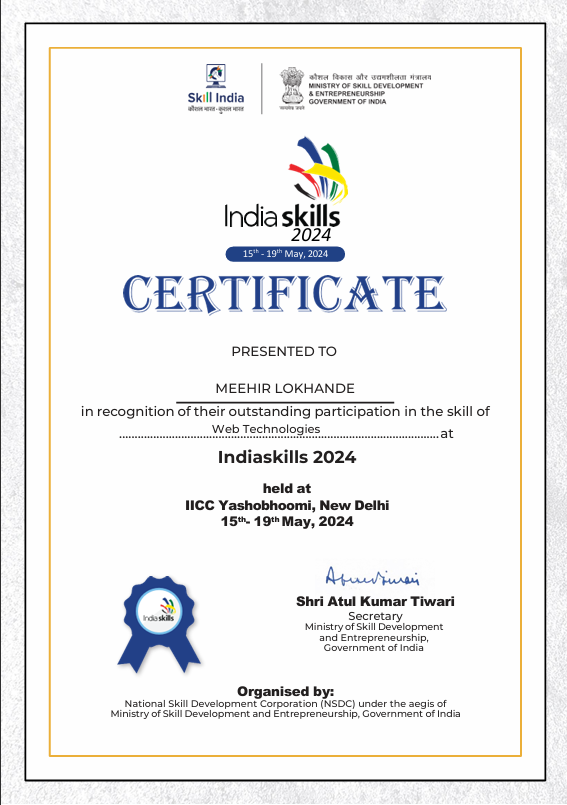 Skill India
कौशल भारत-कुशल भारत
कौशल विकास और उद्यमशीलता मंत्रालय
MINISTRY OF SKILL DEVELOPMENT
& ENTREPRENEURSHIP
GOVERNMENT OF INDIA
सत्यमेव जयते
India skills
2024
15th - 19th May, 2024
CERTIFICATE
PRESENTED TO
MEEHIR LOKHANDE
in recognition of their outstanding participation in the skill of
Web Technologies at
Indiaskills 2024
held at
IICC Yashobhoomi, New Delhi
15th- 19th May, 2024
India skills
Shri Atul Kumar Tiwari
Secretary
Ministry of Skill Development
and Entrepreneurship,
Government of India
Organised by:
National Skill Development Corporation (NSDC) under the aegis of
Ministry of Skill Development and Entrepreneurship, Government of India